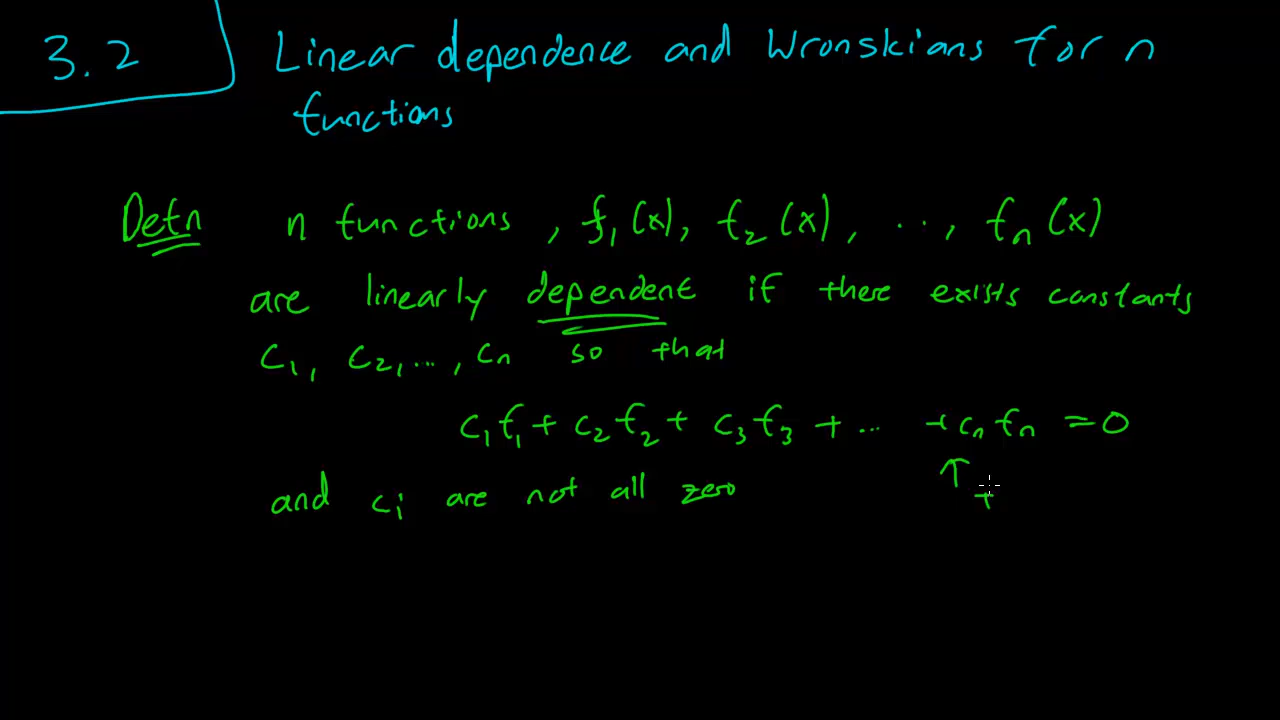 3.2 Linear dependence and Wronskians for n
functions
Defn n functions, f₁(x), f₂(x), ..., fₙ(x)
are linearly dependent if there exists constants
c₁, c₂, ..., cₙ so that
c₁f₁ + c₂f₂ + c₃f₃ + ... + cₙfₙ = 0
and cᵢ are not all zero ↑ t